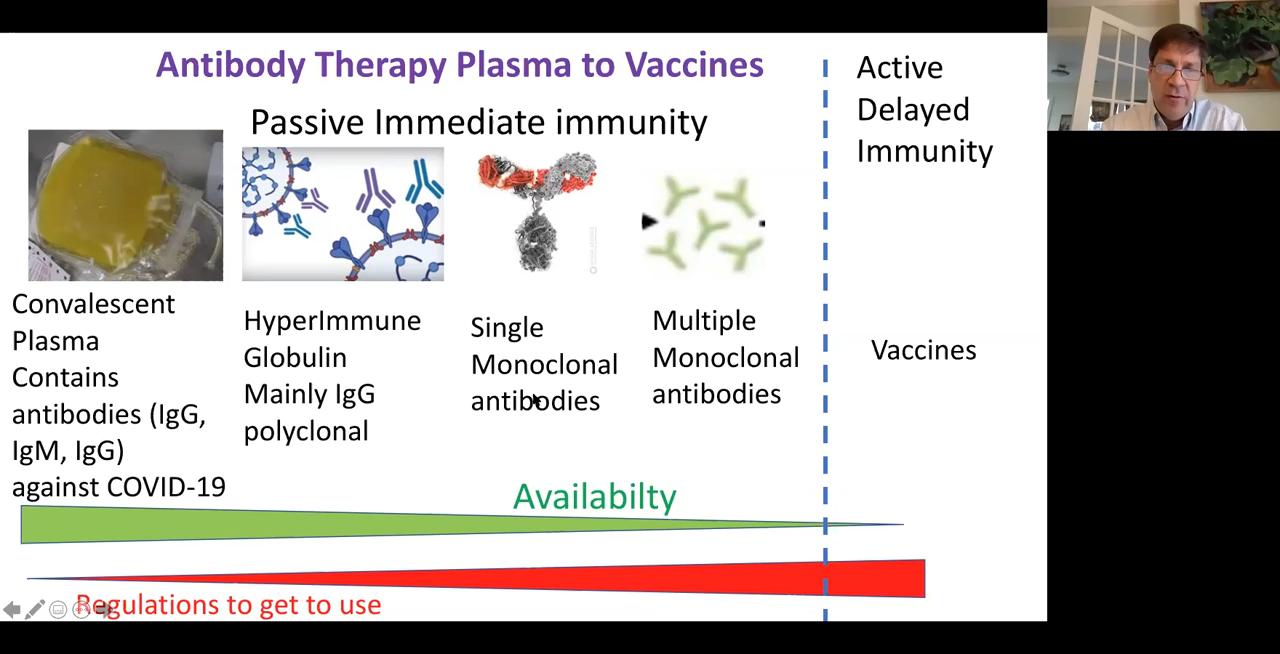 Antibody Therapy Plasma to Vaccines
Passive Immediate immunity
Active
Delayed
Immunity
Convalescent
Plasma
Contains
antibodies (IgG,
IgM, IgG)
against COVID-19
HyperImmune
Globulin
Mainly IgG
polyclonal
Single
Monoclonal
antibodies
Multiple
Monoclonal
antibodies
Vaccines
Availabilty
Regulations to get to use